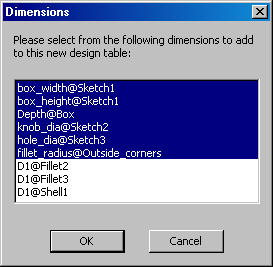 Dimensions
Please select from the following dimensions to add
to this new design table:
box_width@Sketch1
box_height@Sketch1
Depth@Box
knob_dia@Sketch2
hole_dia@Sketch3
fillet_radius@Outside_corners
D1@Fillet2
D1@Fillet3
D1@Shell1
OK
Cancel